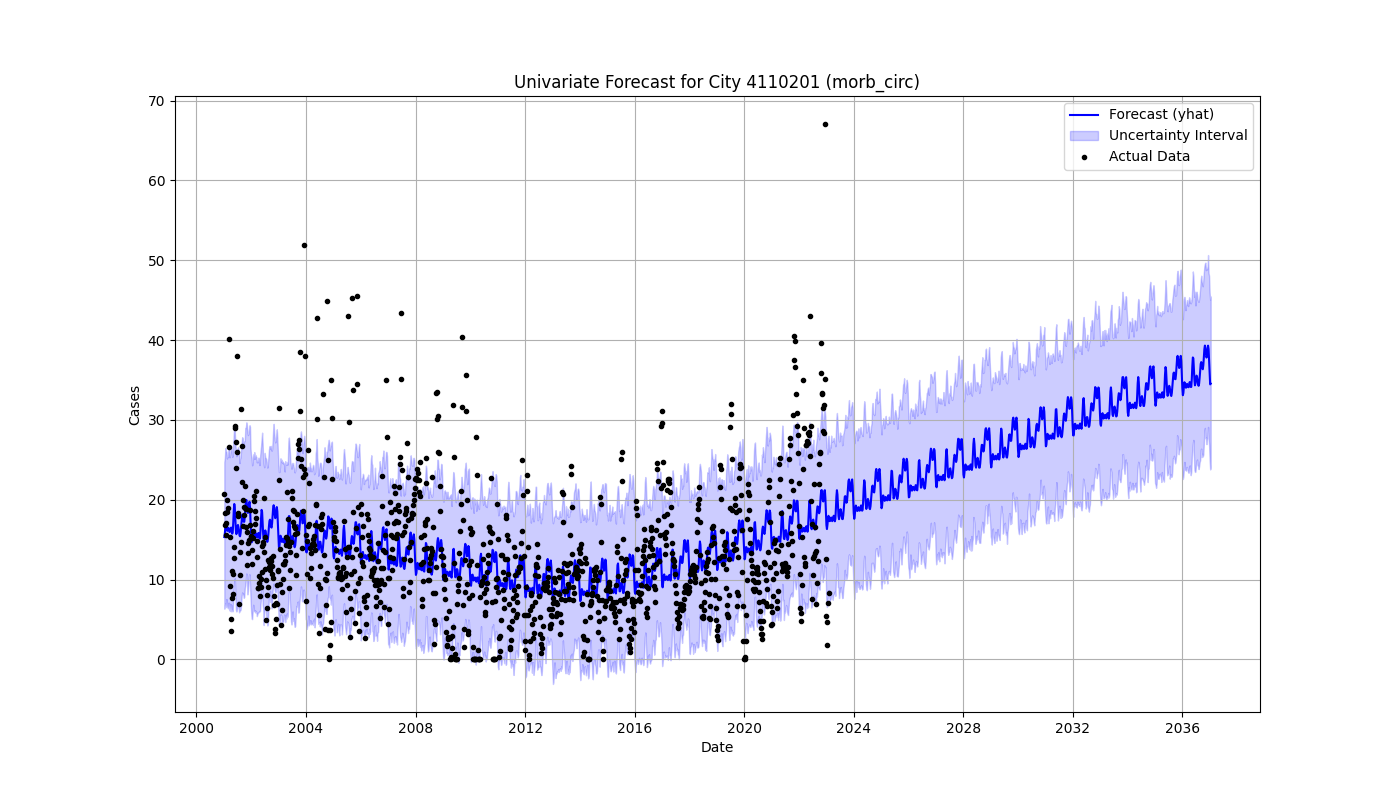 Univariate Forecast for City 4110201 (morb_circ)
Forecast (yhat)
Uncertainty Interval
Actual Data
Cases
70
60
50
40
30
20
10
0
2000 2004 2008 2012 2016 2020 2024 2028 2032 2036
Date